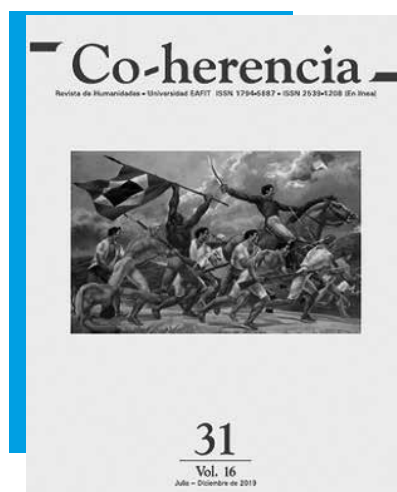 Co-herencia
Revista de Humanidades • Universidad EAFIT ISSN 1794-5887 • ISSN 2539-1208 (En línea)
31
Vol. 16
Julio – Diciembre de 2019